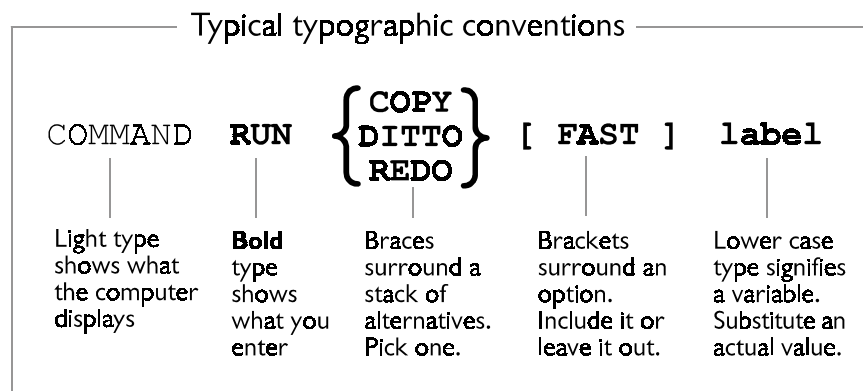 Typical typographic conventions
COPY
COMMAND RUN { DITTO } [ FAST ] label
REDO
Light type
shows what
the computer
displays
Bold
type
shows
what you
enter
Braces
surround a
stack of
alternatives.
Pick one.
Brackets
surround an
option.
Include it or
leave it out.
Lower case
type signifies
a variable.
Substitute an
actual value.